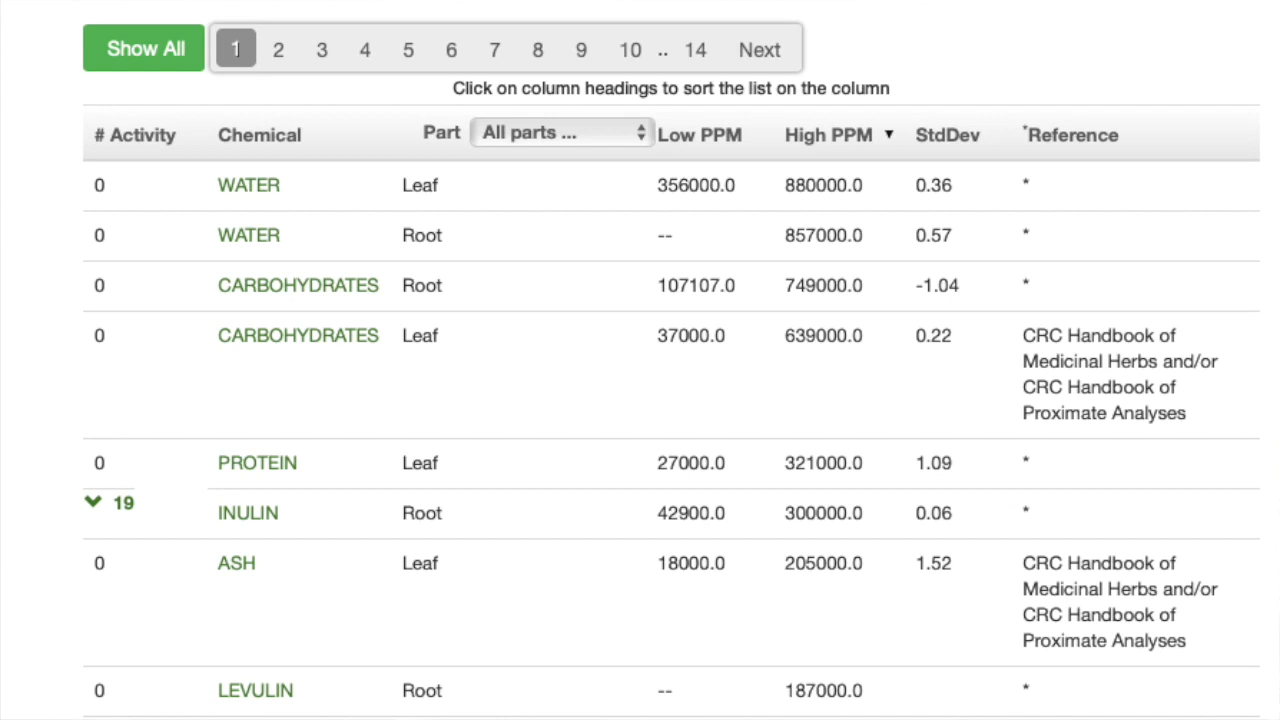 Show All 1 2 3 4 5 6 7 8 9 10 .. 14 Next
Click on column headings to sort the list on the column
# Activity Chemical Part All parts ... Low PPM High PPM ▼ StdDev *Reference
0 WATER Leaf 356000.0 880000.0 0.36 *
0 WATER Root -- 857000.0 0.57 *
0 CARBOHYDRATES Root 107107.0 749000.0 -1.04 *
0 CARBOHYDRATES Leaf 37000.0 639000.0 0.22 CRC Handbook of
Medicinal Herbs and/or
CRC Handbook of
Proximate Analyses
0 PROTEIN Leaf 27000.0 321000.0 1.09 *
19 INULIN Root 42900.0 300000.0 0.06 *
0 ASH Leaf 18000.0 205000.0 1.52 CRC Handbook of
Medicinal Herbs and/or
CRC Handbook of
Proximate Analyses
0 LEVULIN Root -- 187000.0 *